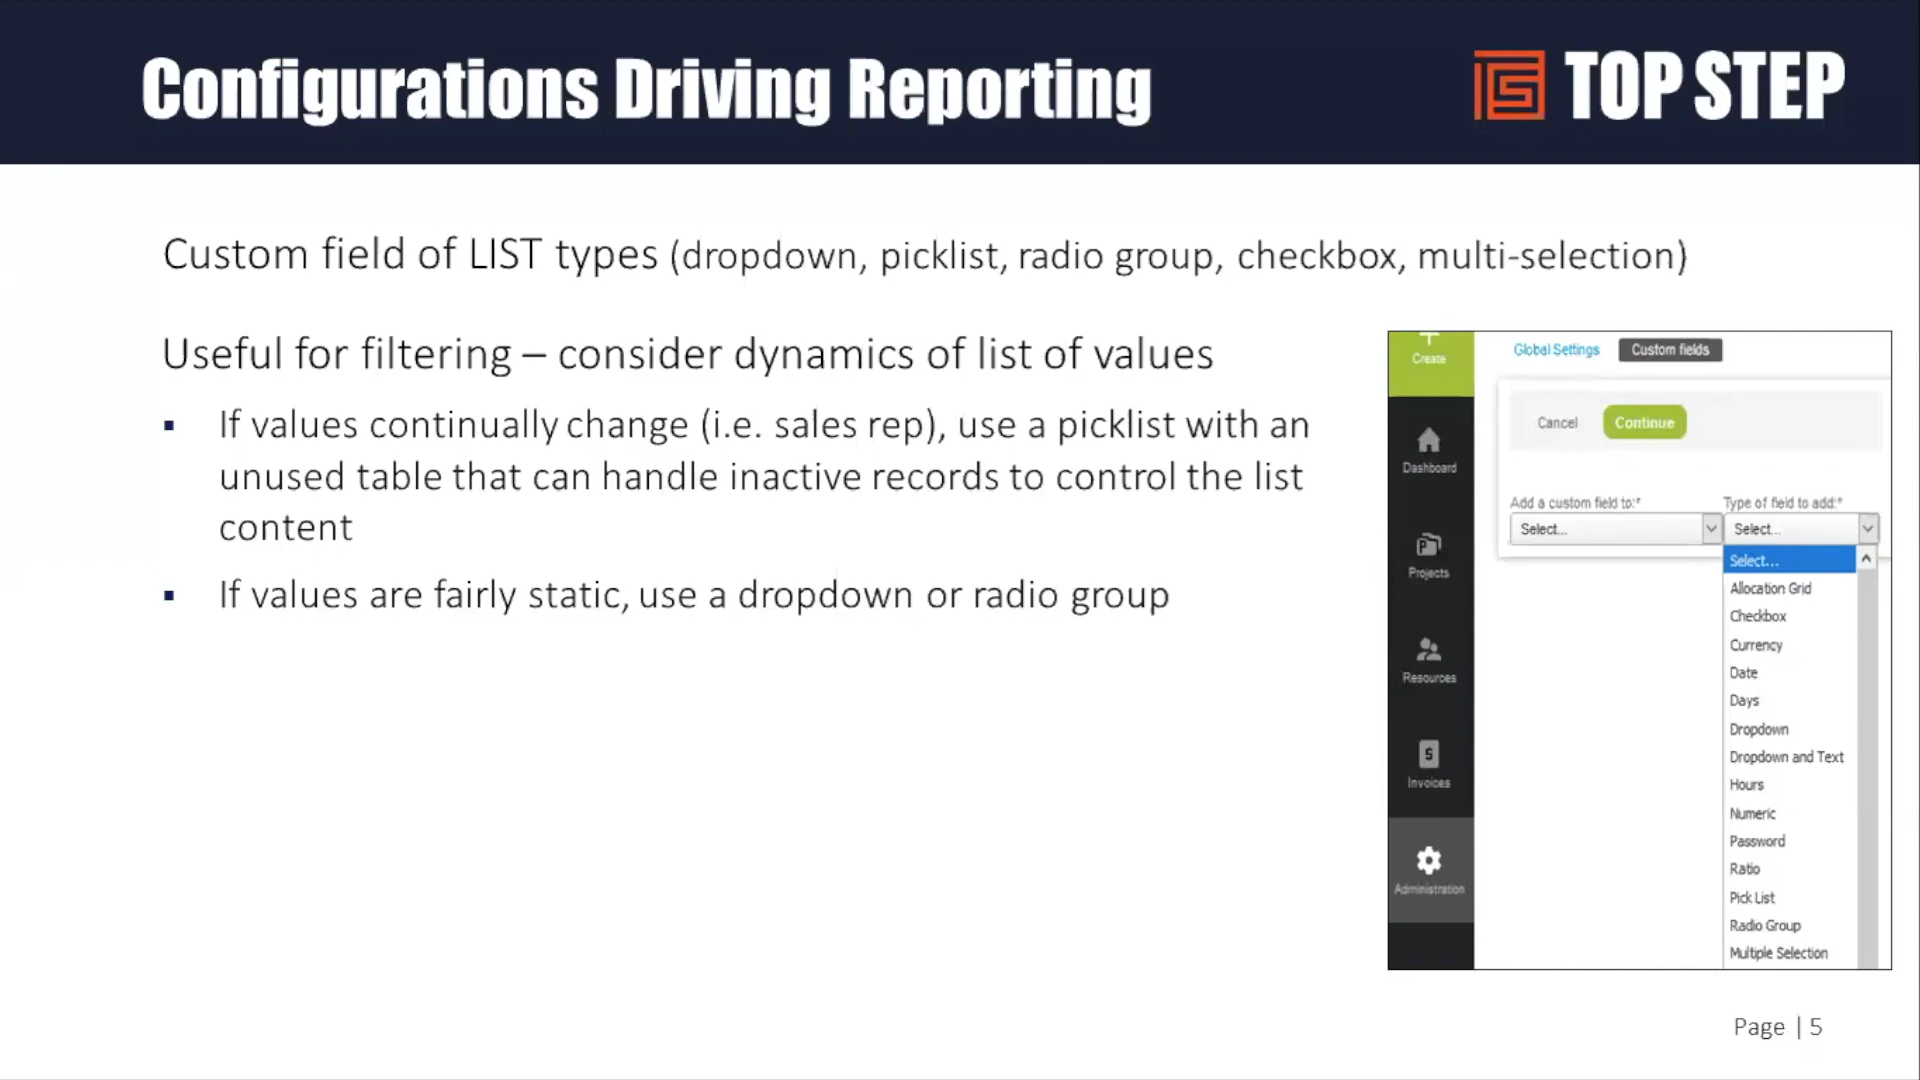 Configurations Driving Reporting
TOP STEP
Custom field of LIST types (dropdown, picklist, radio group, checkbox, multi-selection)
Useful for filtering – consider dynamics of list of values
▪ If values continually change (i.e. sales rep), use a picklist with an
unused table that can handle inactive records to control the list
content
▪ If values are fairly static, use a dropdown or radio group
Create
Dashboard
Projects
Resources
Invoices
Administration
Global Settings Custom fields
Cancel Continue
Add a custom field to:* Type of field to add:*
Select... Select...
Select...
Allocation Grid
Checkbox
Currency
Date
Days
Dropdown
Dropdown and Text
Hours
Numeric
Password
Ratio
Pick List
Radio Group
Multiple Selection
Page | 5